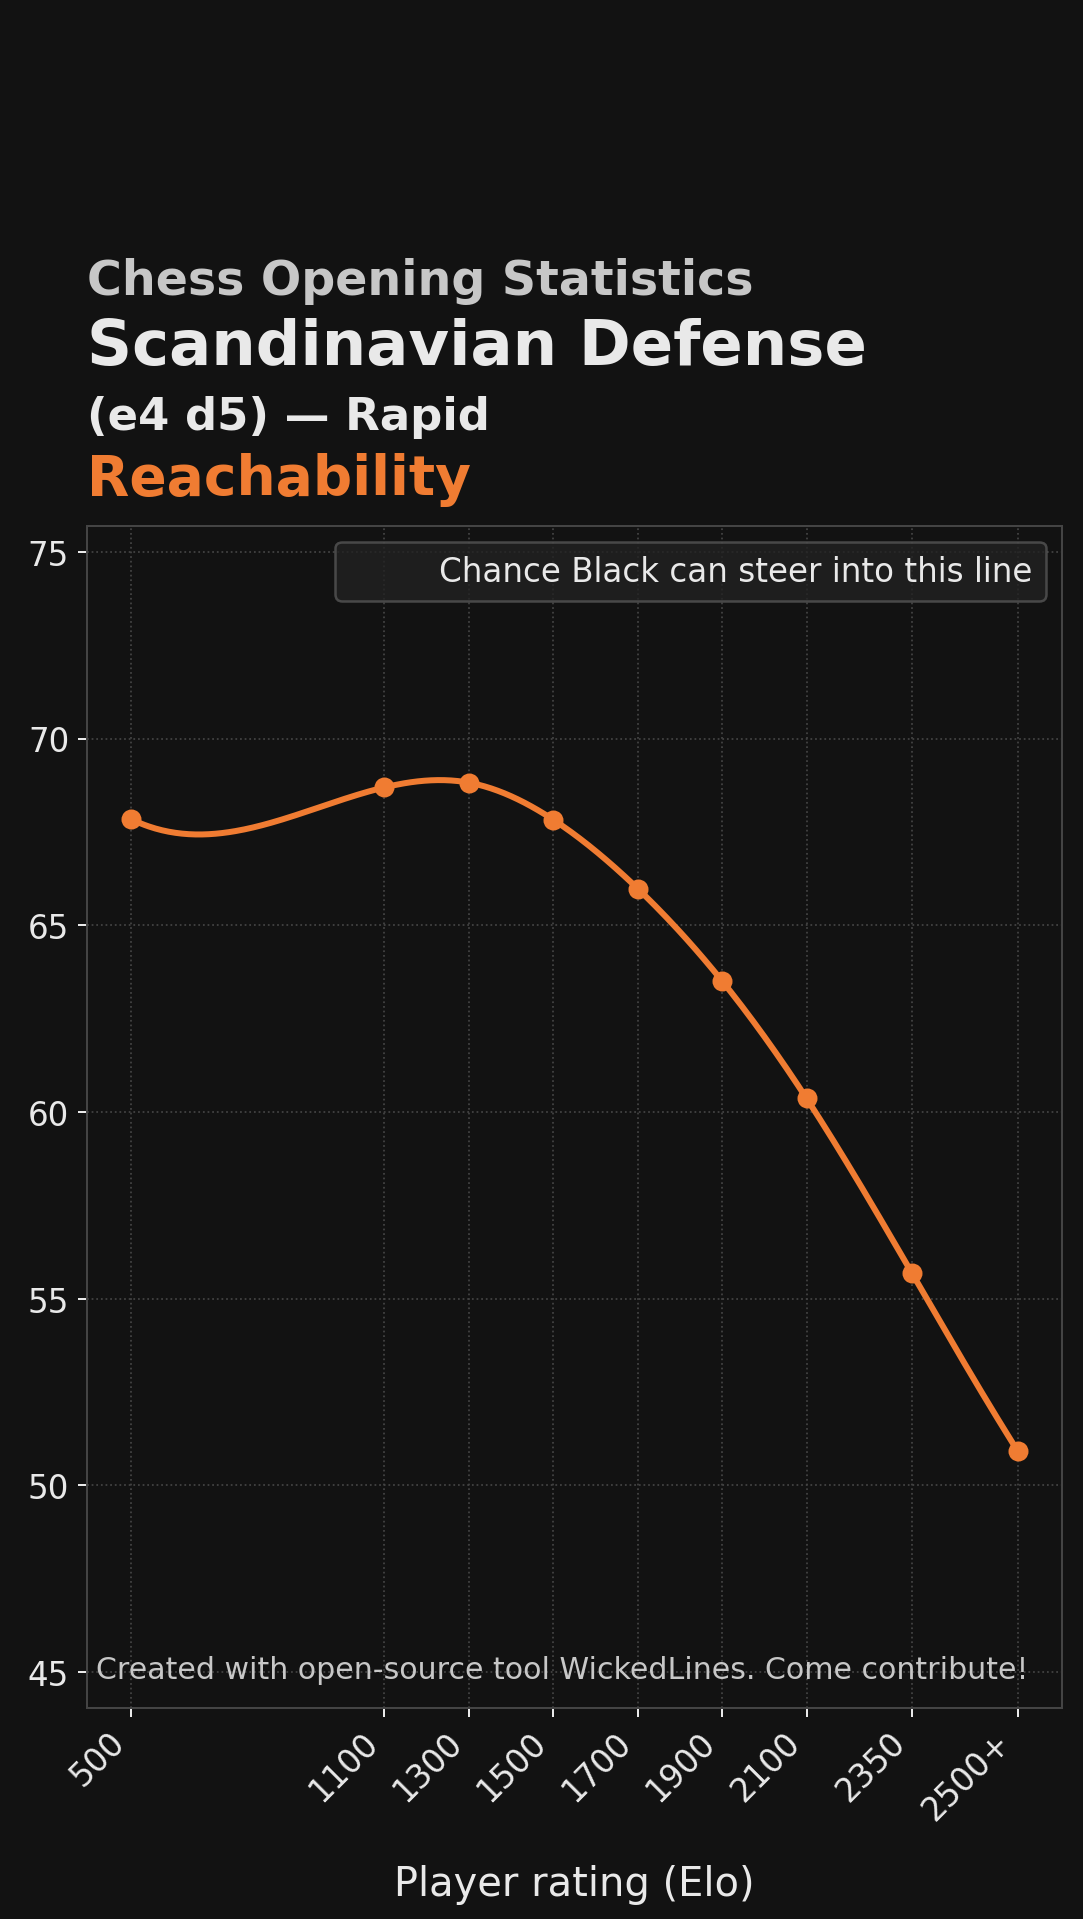 Chess Opening Statistics
Scandinavian Defense
(e4 d5) — Rapid
Reachability
Chance Black can steer into this line
75
70
65
60
55
50
45
Created with open-source tool WickedLines. Come contribute!
500
1100
1300
1500
1700
1900
2100
2350
2500+
Player rating (Elo)